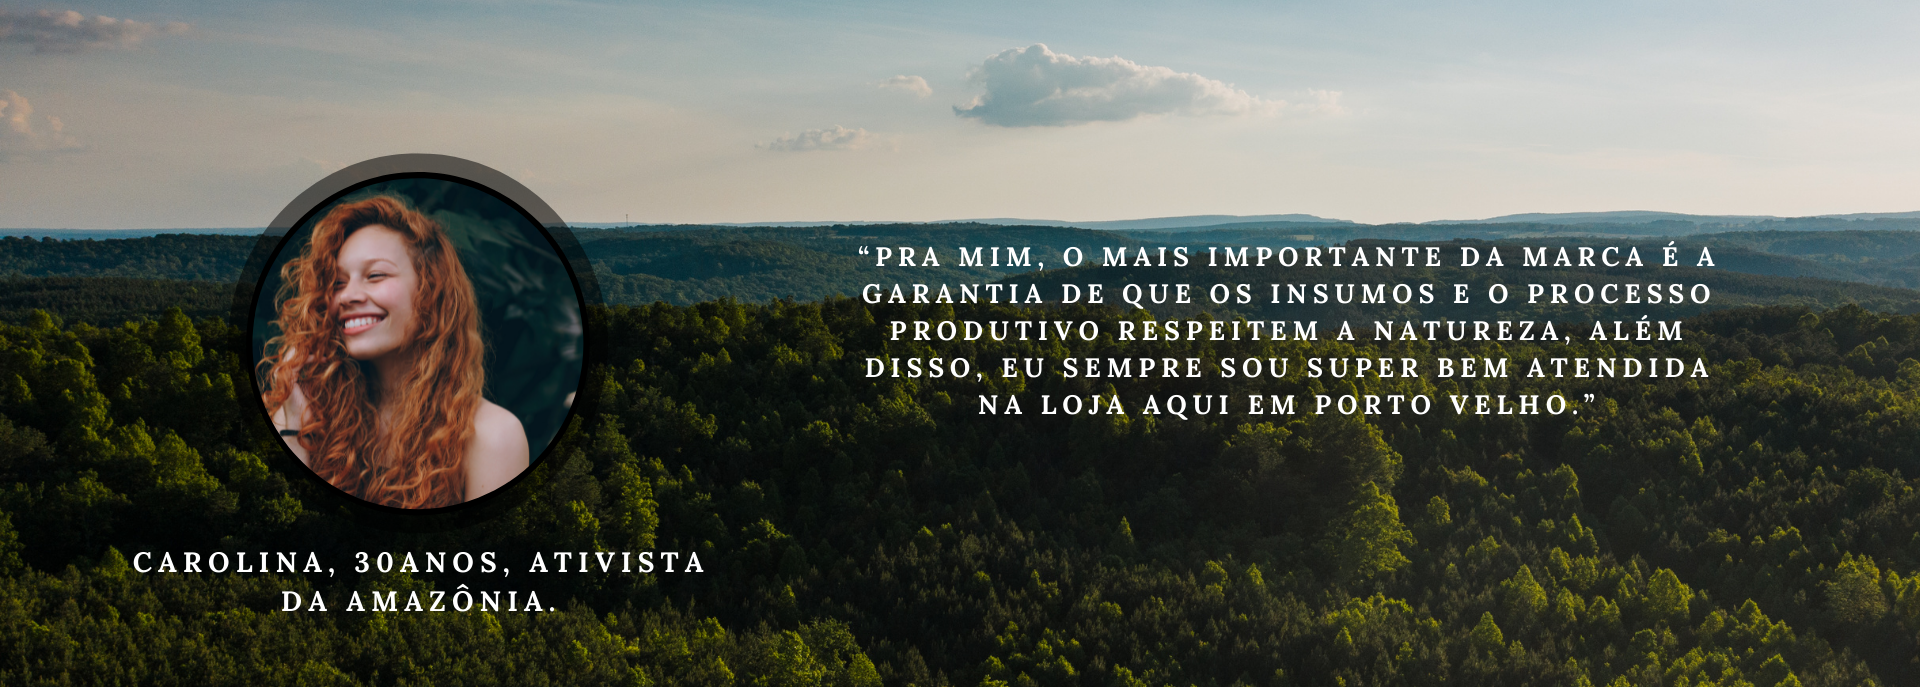 “PRA MIM, O MAIS IMPORTANTE DA MARCA É A
GARANTIA DE QUE OS INSUMOS E O PROCESSO
PRODUTIVO RESPEITEM A NATUREZA, ALÉM
DISSO, EU SEMPRE SOU SUPER BEM ATENDIDA
NA LOJA AQUI EM PORTO VELHO.”
CAROLINA, 30ANOS, ATIVISTA
DA AMAZÔNIA.